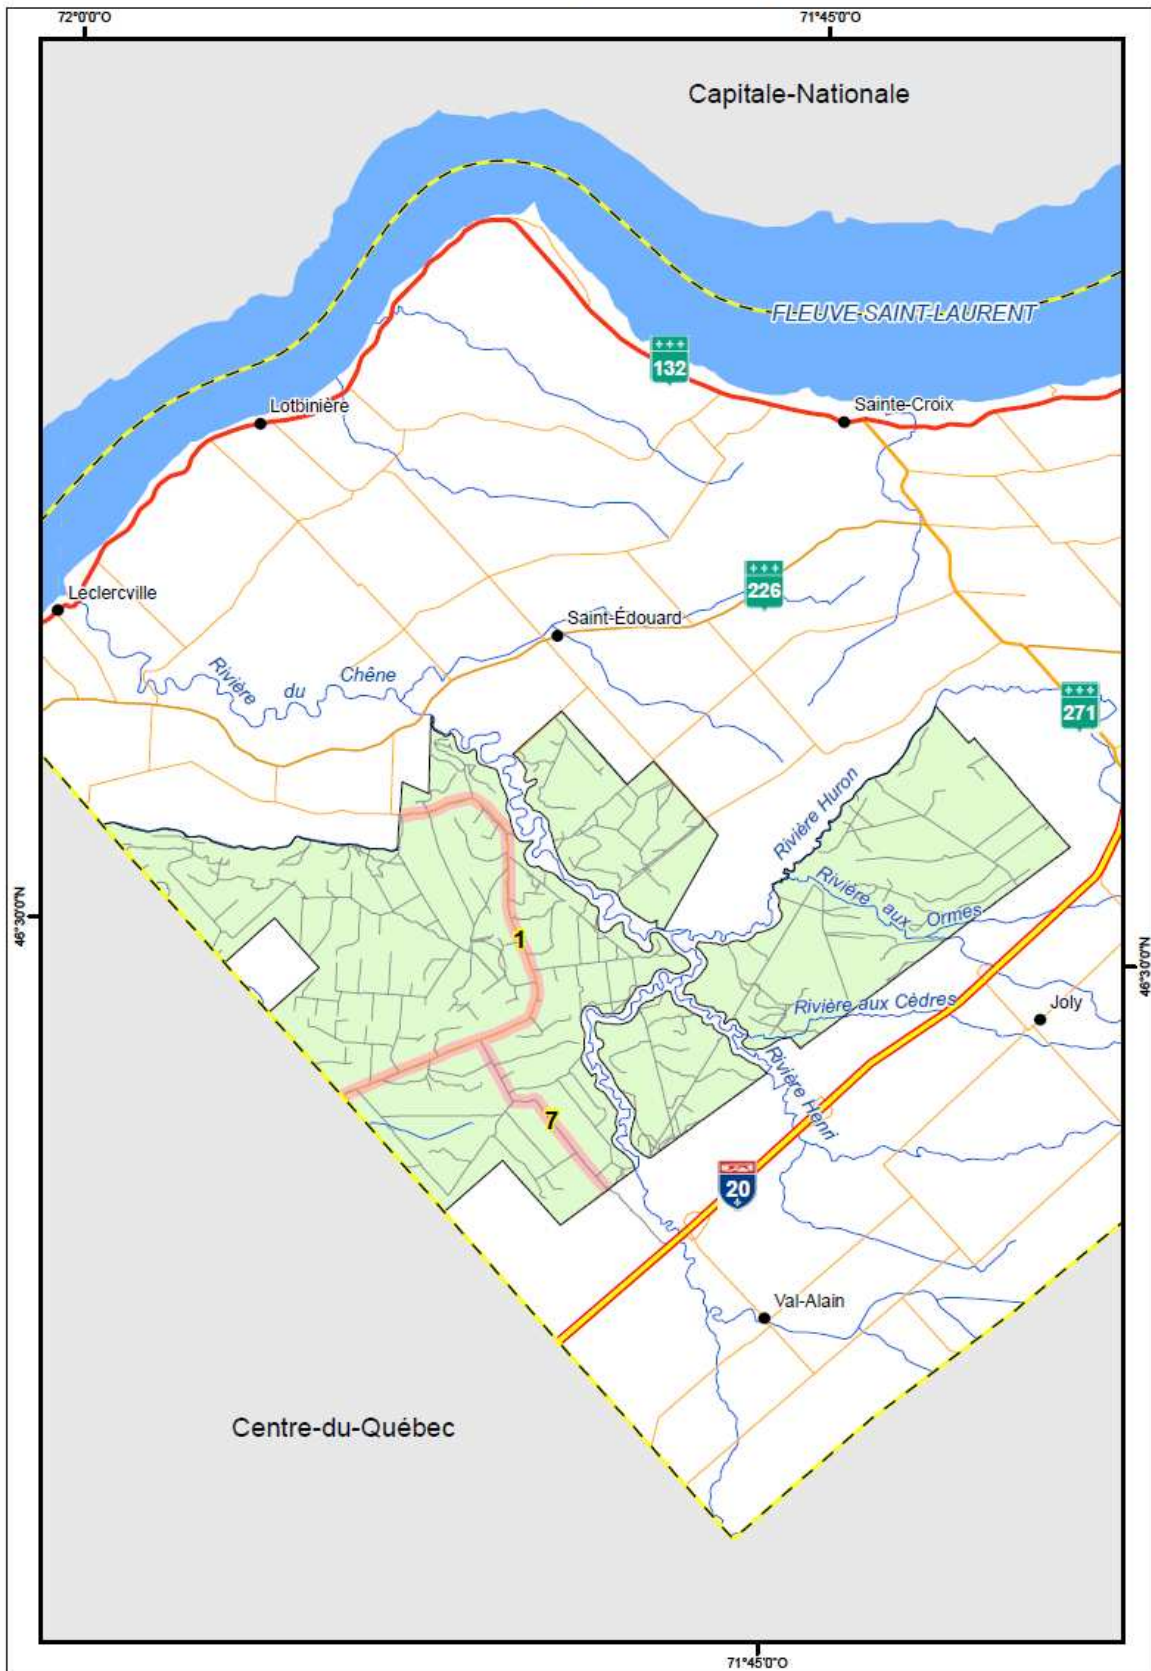 72°0'0"O
71°45'0"O
Capitale-Nationale
FLEUVE SAINT-LAURENT
132
Lotbinière
Sainte-Croix
226
Leclercville
Saint-Édouard
Rivière du Chêne
271
Rivière Huron
Rivière aux Ormes
46°30'0"N
1
46°30'0"N
Rivière aux Cèdres
Joly
Rivière Henri
7
20
Val-Alain
Centre-du-Québec
71°45'0"O